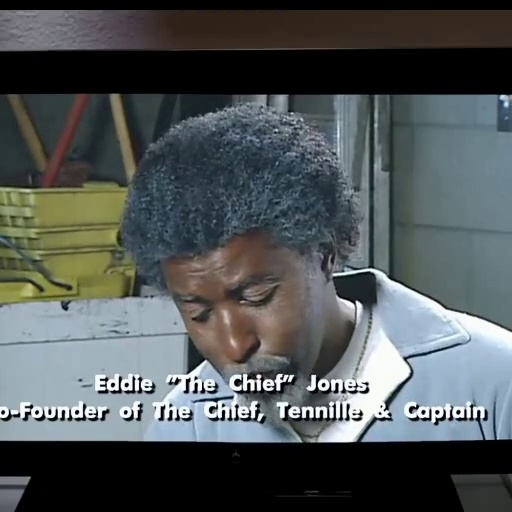 Eddie "The Chief" Jones
o-Founder of The Chief, Tennille & Captain